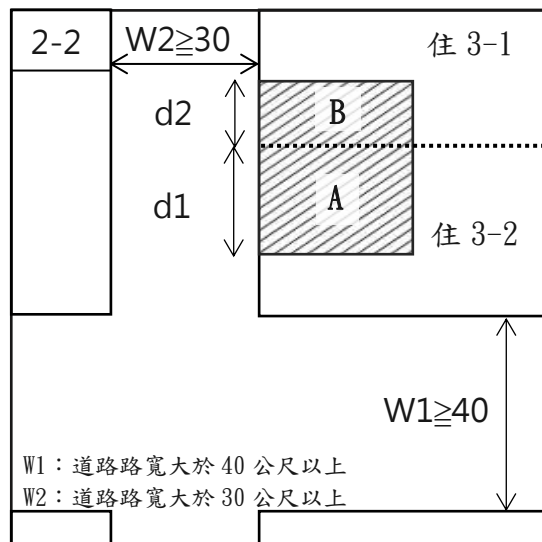 2-2
W2≧30
住 3-1
d2
B
d1
A
住 3-2
W1≧40
W1：道路路寬大於 40 公尺以上
W2：道路路寬大於 30 公尺以上